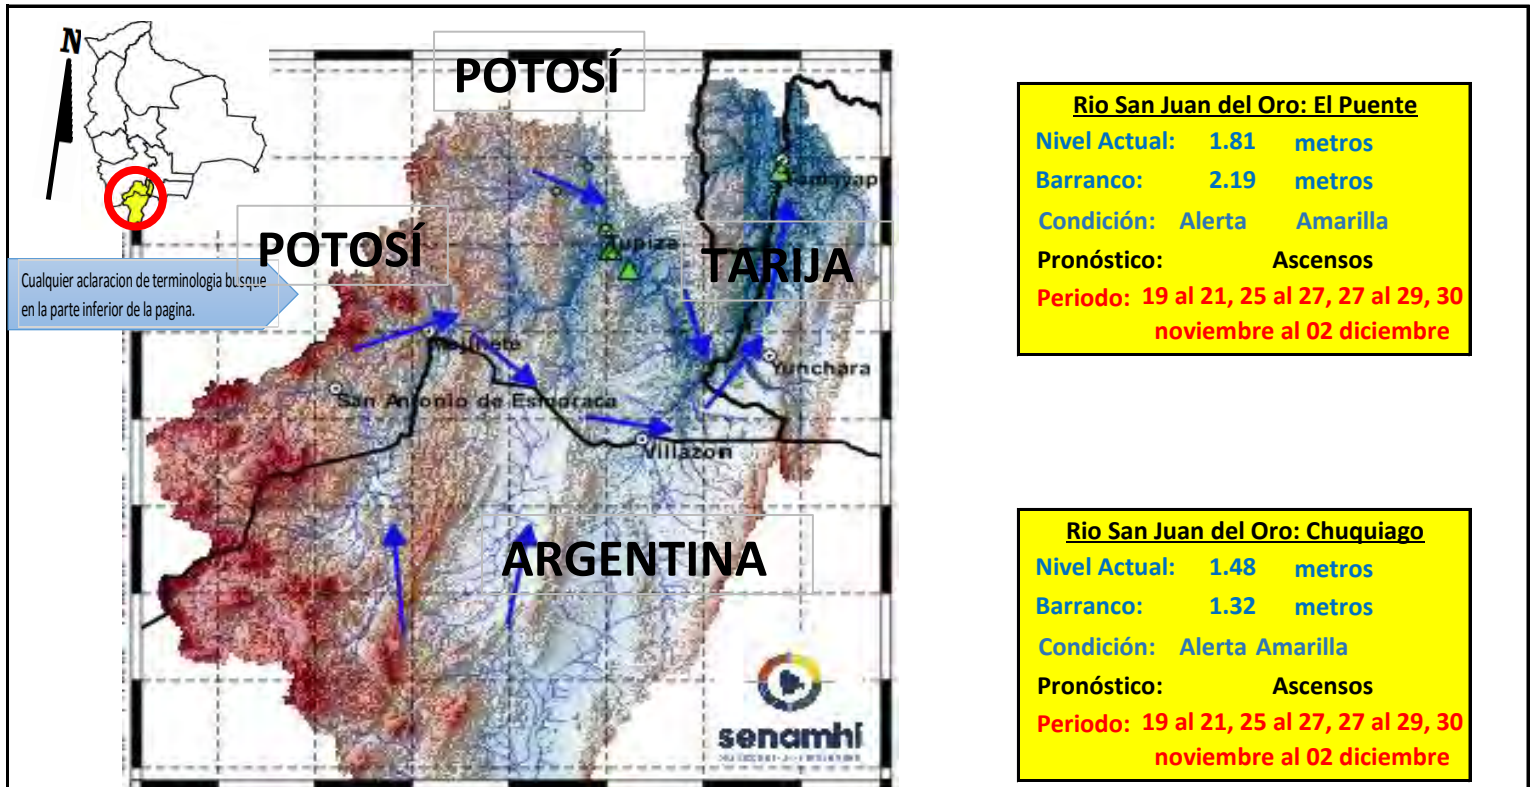 N
POTOSÍ
POTOSÍ
TARIJA
ARGENTINA
Tupiza
Yunchara
San Antonio de Esmoraca
Villazon
Cualquier aclaracion de terminologia busque
en la parte inferior de la pagina.
senamhi
Rio San Juan del Oro: El Puente
Nivel Actual: 1.81 metros
Barranco: 2.19 metros
Condición: Alerta Amarilla
Pronóstico: Ascensos
Periodo: 19 al 21, 25 al 27, 27 al 29, 30
noviembre al 02 diciembre
Rio San Juan del Oro: Chuquiago
Nivel Actual: 1.48 metros
Barranco: 1.32 metros
Condición: Alerta Amarilla
Pronóstico: Ascensos
Periodo: 19 al 21, 25 al 27, 27 al 29, 30
noviembre al 02 diciembre